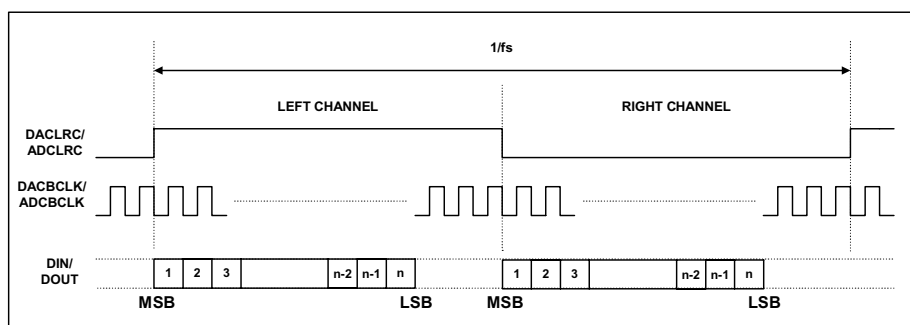 1/fs
LEFT CHANNEL
RIGHT CHANNEL
DACLRC/
ADCLRC
DACBCLK/
ADCBCLK
DIN/
DOUT
1 2 3 n-2 n-1 n 1 2 3 n-2 n-1 n
MSB LSB MSB LSB